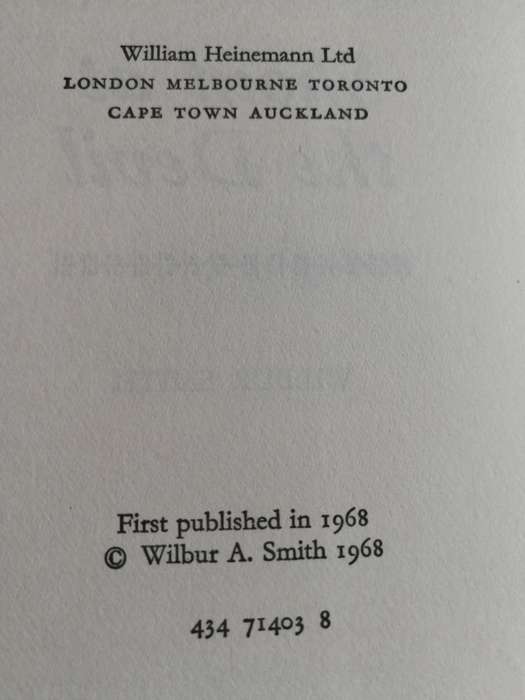 William Heinemann Ltd
LONDON MELBOURNE TORONTO
CAPE TOWN AUCKLAND
First published in 1968
© Wilbur A. Smith 1968
434 71403 8